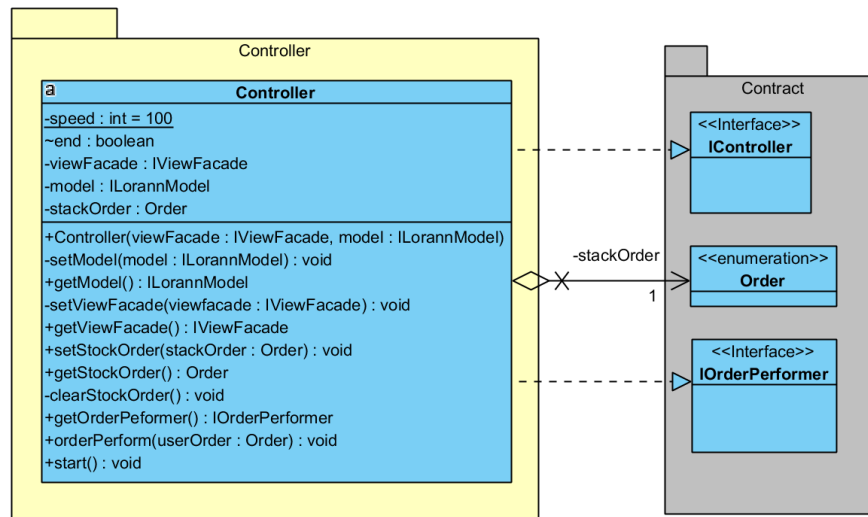 Controller
a
Controller
-speed : int = 100
~end : boolean
-viewFacade : IViewFacade
-model : ILorannModel
-stackOrder : Order
+Controller(viewFacade : IViewFacade, model : ILorannModel)
-setModel(model : ILorannModel) : void
+getModel() : ILorannModel
-setViewFacade(viewfacade : IViewFacade) : void
+getViewFacade() : IViewFacade
+setStockOrder(stackOrder : Order) : void
+getStockOrder() : Order
-clearStockOrder() : void
+getOrderPeformer() : IOrderPerformer
+orderPerform(userOrder : Order) : void
+start() : void
-stackOrder
1
Contract
<<Interface>>
IController
<<enumeration>>
Order
<<Interface>>
IOrderPerformer